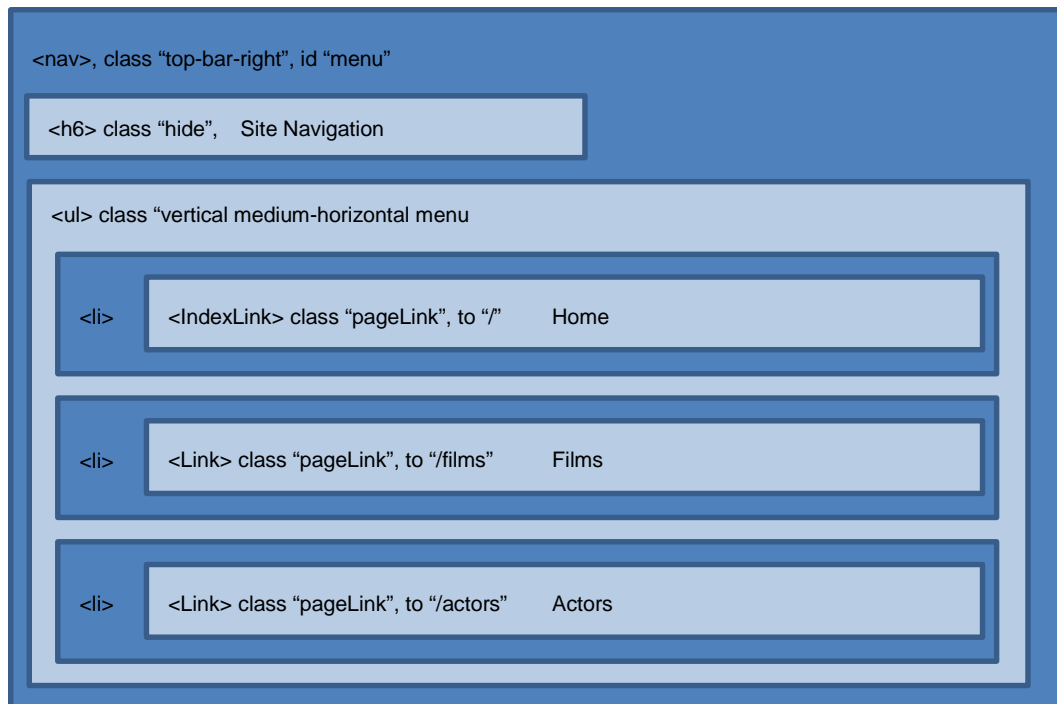 <nav>, class “top-bar-right”, id “menu”
<h6> class “hide”, Site Navigation
<ul> class “vertical medium-horizontal menu
<li> <IndexLink> class “pageLink”, to “/” Home
<li> <Link> class “pageLink”, to “/films” Films
<li> <Link> class “pageLink”, to “/actors” Actors